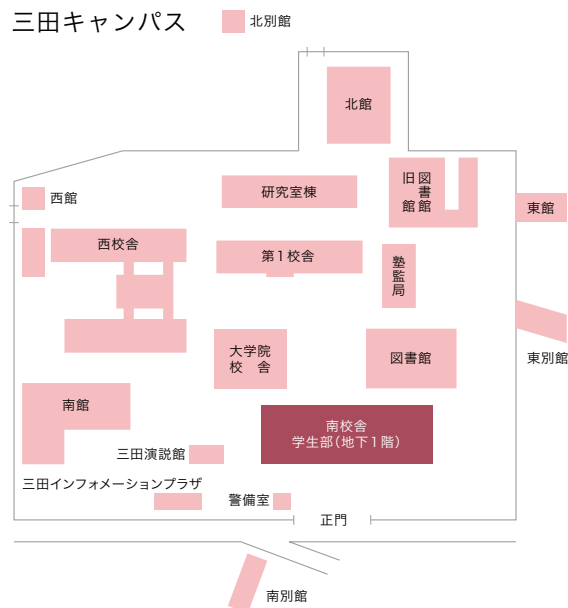 三田キャンパス
北別館
北館
旧図書館
研究室棟
西館
東館
西校舎
第1校舎
塾監局
東別館
大学院
校 舎
図書館
南館
南校舎
学生部(地下1階)
三田演説館
三田インフォメーションプラザ
警備室
正門
南別館